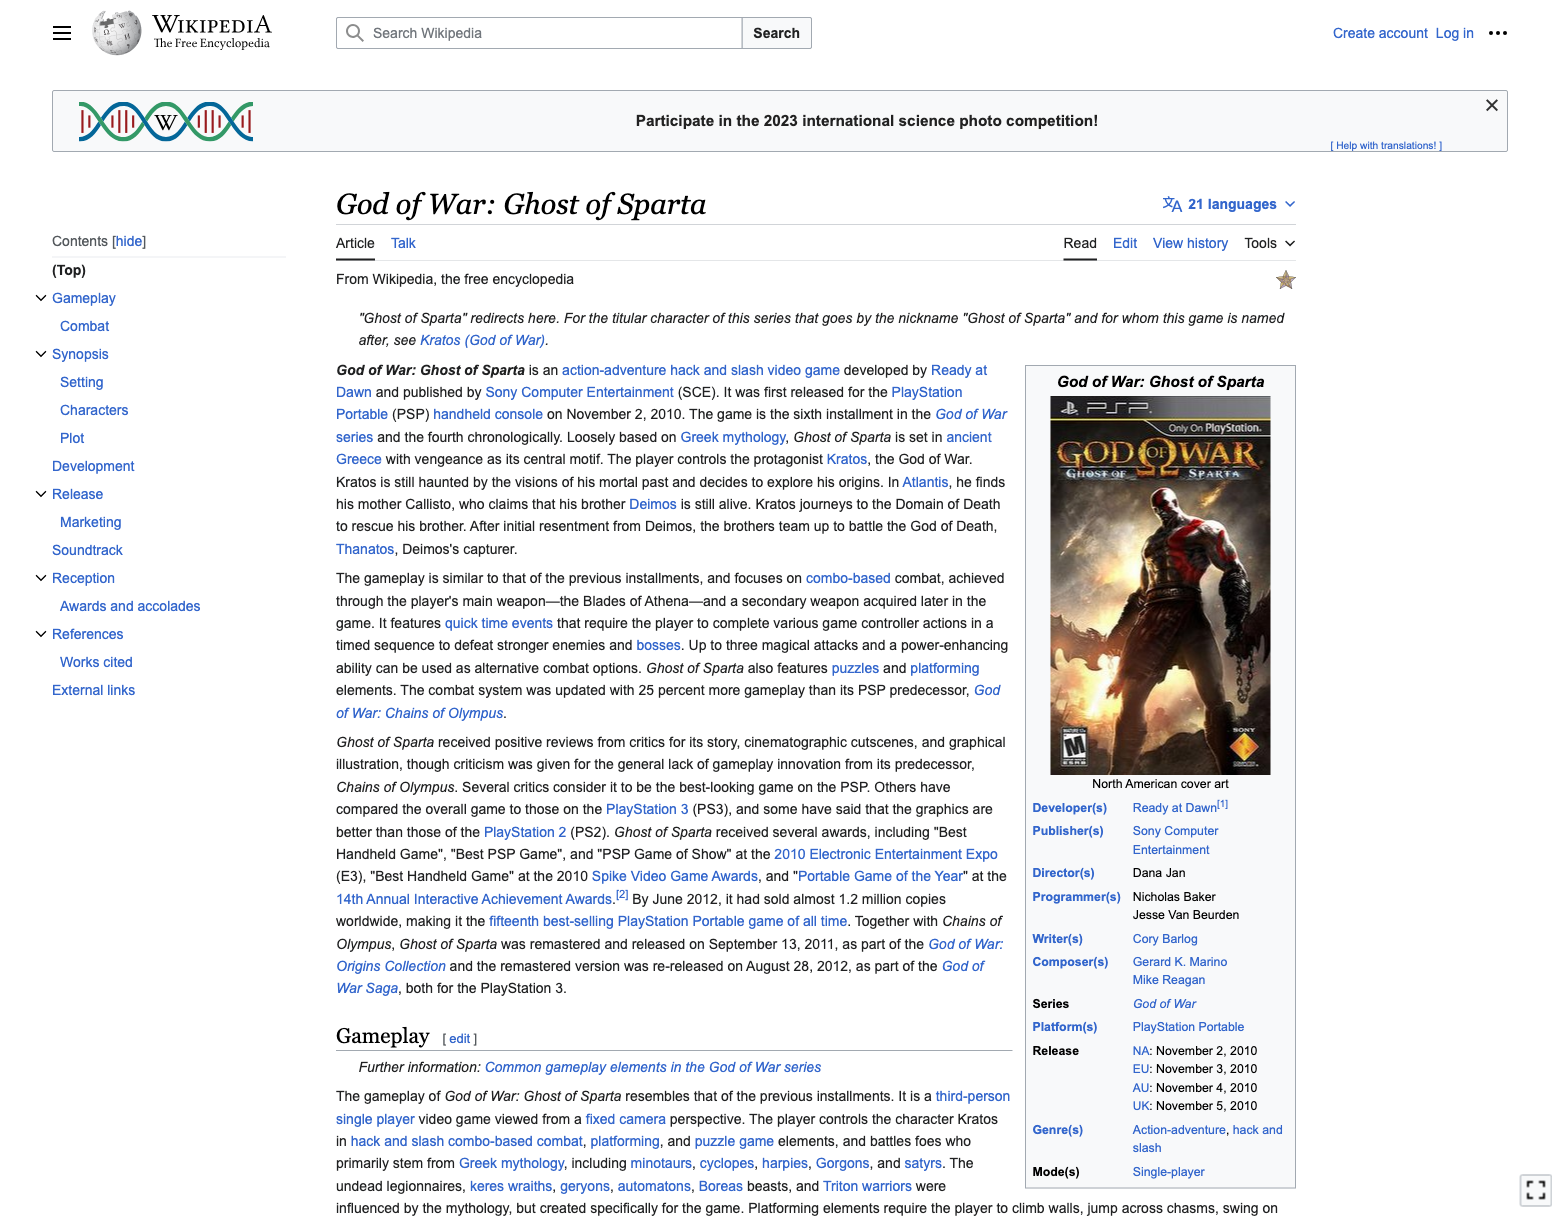 WIKIPEDIA
The Free Encyclopedia
Search Wikipedia
Search
Create account Log in
W
Participate in the 2023 international science photo competition!
[ Help with translations! ]
God of War: Ghost of Sparta
21 languages
Contents [hide]
(Top)
Gameplay
Combat
Synopsis
Setting
Characters
Plot
Development
Release
Marketing
Soundtrack
Reception
Awards and accolades
References
Works cited
External links
Article Talk
Read Edit View history Tools
From Wikipedia, the free encyclopedia
"Ghost of Sparta" redirects here. For the titular character of this series that goes by the nickname "Ghost of Sparta" and for whom this game is named
after, see Kratos (God of War).
God of War: Ghost of Sparta is an action-adventure hack and slash video game developed by Ready at
Dawn and published by Sony Computer Entertainment (SCE). It was first released for the PlayStation
Portable (PSP) handheld console on November 2, 2010. The game is the sixth installment in the God of War
series and the fourth chronologically. Loosely based on Greek mythology, Ghost of Sparta is set in ancient
Greece with vengeance as its central motif. The player controls the protagonist Kratos, the God of War.
Kratos is still haunted by the visions of his mortal past and decides to explore his origins. In Atlantis, he finds
his mother Callisto, who claims that his brother Deimos is still alive. Kratos journeys to the Domain of Death
to rescue his brother. After initial resentment from Deimos, the brothers team up to battle the God of Death,
Thanatos, Deimos's capturer.
The gameplay is similar to that of the previous installments, and focuses on combo-based combat, achieved
through the player's main weapon—the Blades of Athena—and a secondary weapon acquired later in the
game. It features quick time events that require the player to complete various game controller actions in a
timed sequence to defeat stronger enemies and bosses. Up to three magical attacks and a power-enhancing
ability can be used as alternative combat options. Ghost of Sparta also features puzzles and platforming
elements. The combat system was updated with 25 percent more gameplay than its PSP predecessor, God
of War: Chains of Olympus.
Ghost of Sparta received positive reviews from critics for its story, cinematographic cutscenes, and graphical
illustration, though criticism was given for the general lack of gameplay innovation from its predecessor,
Chains of Olympus. Several critics consider it to be the best-looking game on the PSP. Others have
compared the overall game to those on the PlayStation 3 (PS3), and some have said that the graphics are
better than those of the PlayStation 2 (PS2). Ghost of Sparta received several awards, including "Best
Handheld Game", "Best PSP Game", and "PSP Game of Show" at the 2010 Electronic Entertainment Expo
(E3), "Best Handheld Game" at the 2010 Spike Video Game Awards, and "Portable Game of the Year" at the
14th Annual Interactive Achievement Awards.[2] By June 2012, it had sold almost 1.2 million copies
worldwide, making it the fifteenth best-selling PlayStation Portable game of all time. Together with Chains of
Olympus, Ghost of Sparta was remastered and released on September 13, 2011, as part of the God of War:
Origins Collection and the remastered version was re-released on August 28, 2012, as part of the God of
War Saga, both for the PlayStation 3.
God of War: Ghost of Sparta
PSP
Only On PlayStation.
GOD OF WAR
GHOST OF SPARTA
M
ESRB
SONY
North American cover art
Developer(s) Ready at Dawn[1]
Publisher(s) Sony Computer
Entertainment
Director(s) Dana Jan
Programmer(s) Nicholas Baker
Jesse Van Beurden
Writer(s) Cory Barlog
Composer(s) Gerard K. Marino
Mike Reagan
Series God of War
Platform(s) PlayStation Portable
Release NA: November 2, 2010
EU: November 3, 2010
AU: November 4, 2010
UK: November 5, 2010
Genre(s) Action-adventure, hack and
slash
Mode(s) Single-player
Gameplay [ edit ]
Further information: Common gameplay elements in the God of War series
The gameplay of God of War: Ghost of Sparta resembles that of the previous installments. It is a third-person
single player video game viewed from a fixed camera perspective. The player controls the character Kratos
in hack and slash combo-based combat, platforming, and puzzle game elements, and battles foes who
primarily stem from Greek mythology, including minotaurs, cyclopes, harpies, Gorgons, and satyrs. The
undead legionnaires, keres wraiths, geryons, automatons, Boreas beasts, and Triton warriors were
influenced by the mythology, but created specifically for the game. Platforming elements require the player to climb walls, jump across chasms, swing on